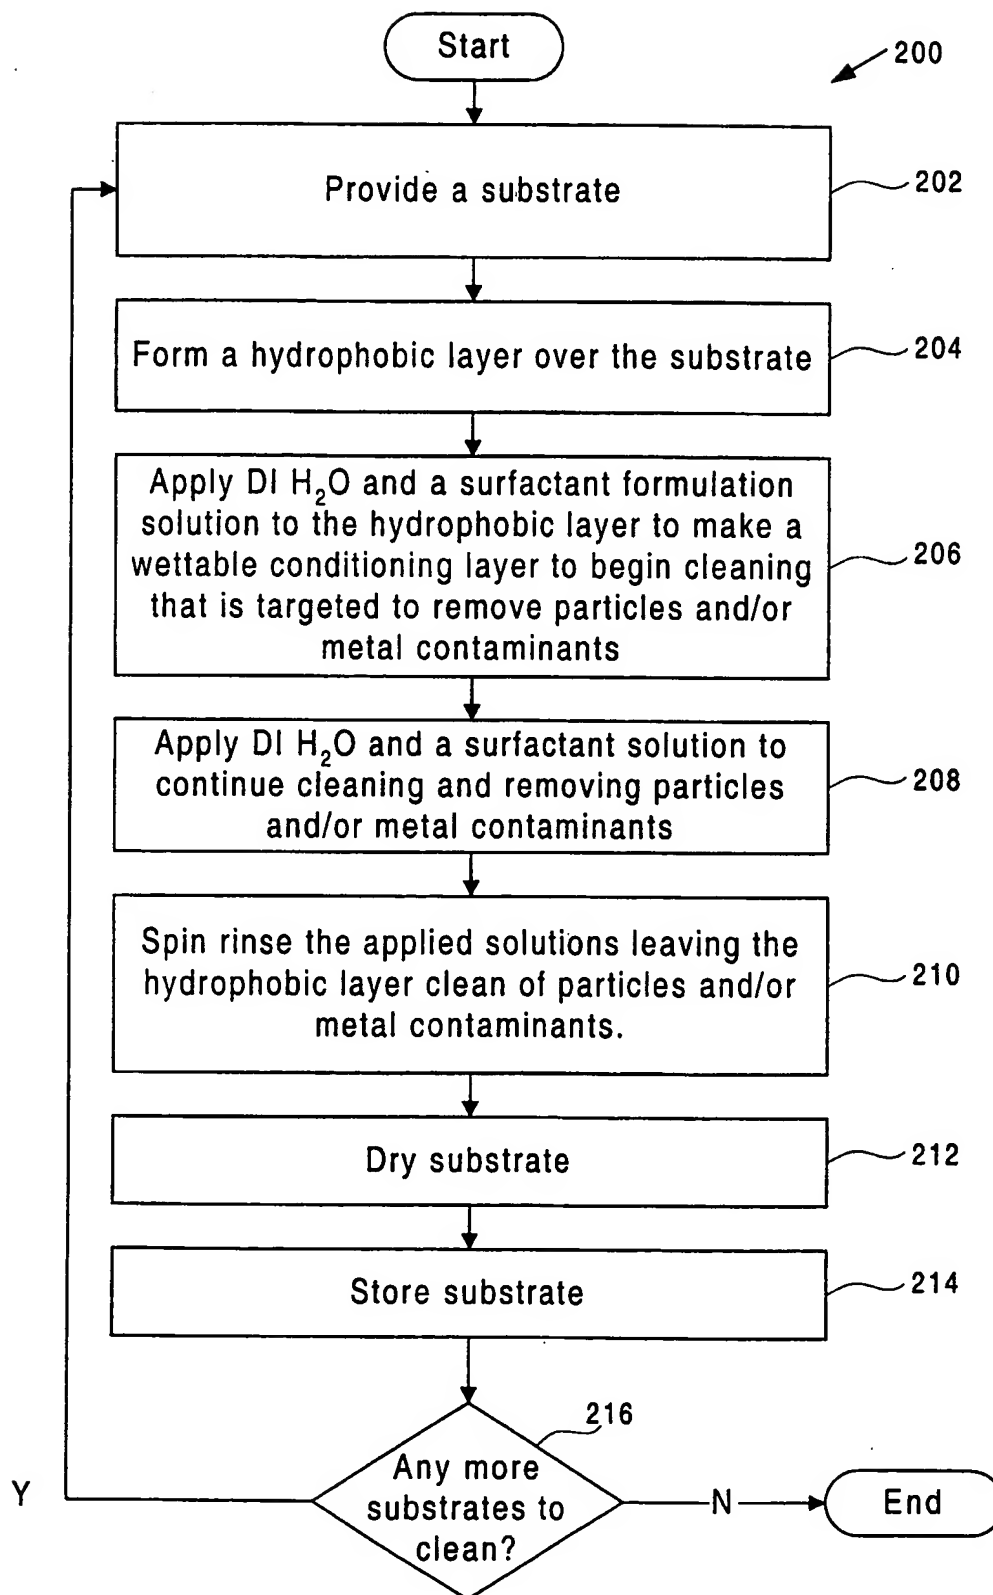 Start
200
Provide a substrate
202
Form a hydrophobic layer over the substrate
204
Apply DI H₂O and a surfactant formulation
solution to the hydrophobic layer to make a
wettable conditioning layer to begin cleaning
that is targeted to remove particles and/or
metal contaminants
206
Apply DI H₂O and a surfactant solution to
continue cleaning and removing particles
and/or metal contaminants
208
Spin rinse the applied solutions leaving the
hydrophobic layer clean of particles and/or
metal contaminants.
210
Dry substrate
212
Store substrate
214
216
Any more
substrates to
clean?
Y
N
End